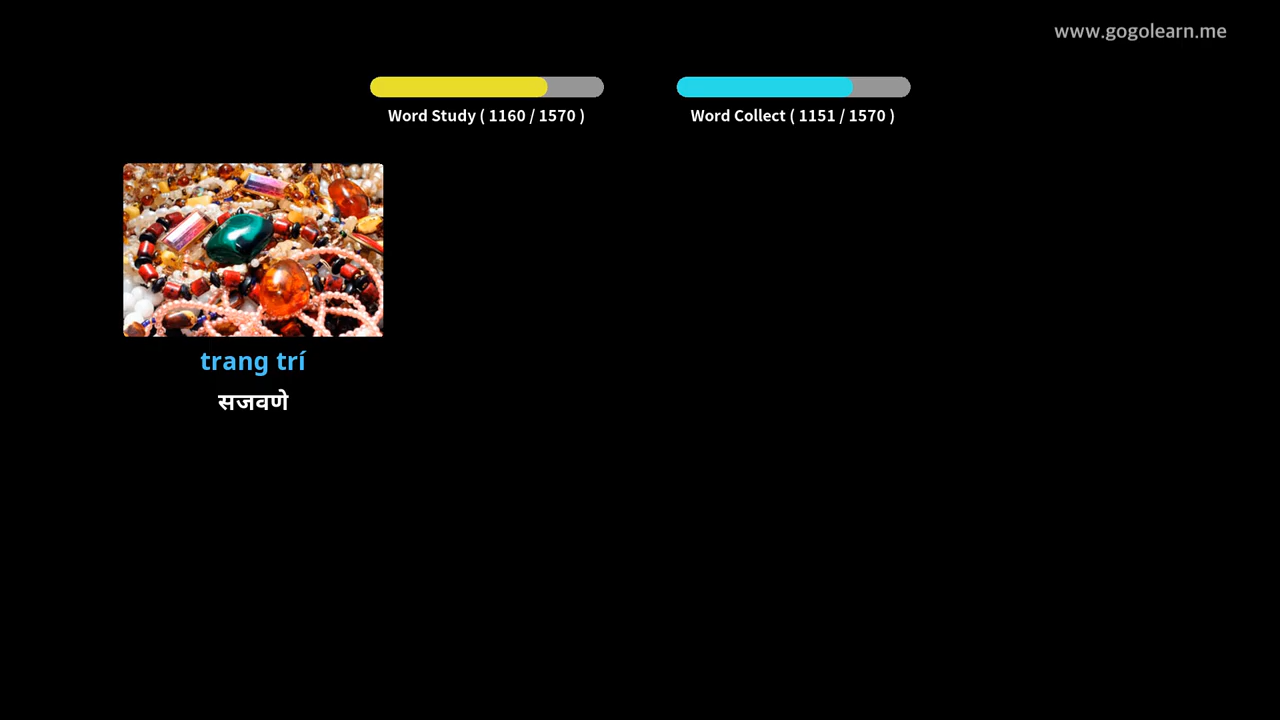 www.gogolearn.me
Word Study ( 1160 / 1570 )
Word Collect ( 1151 / 1570 )
trang trí
सजवणे